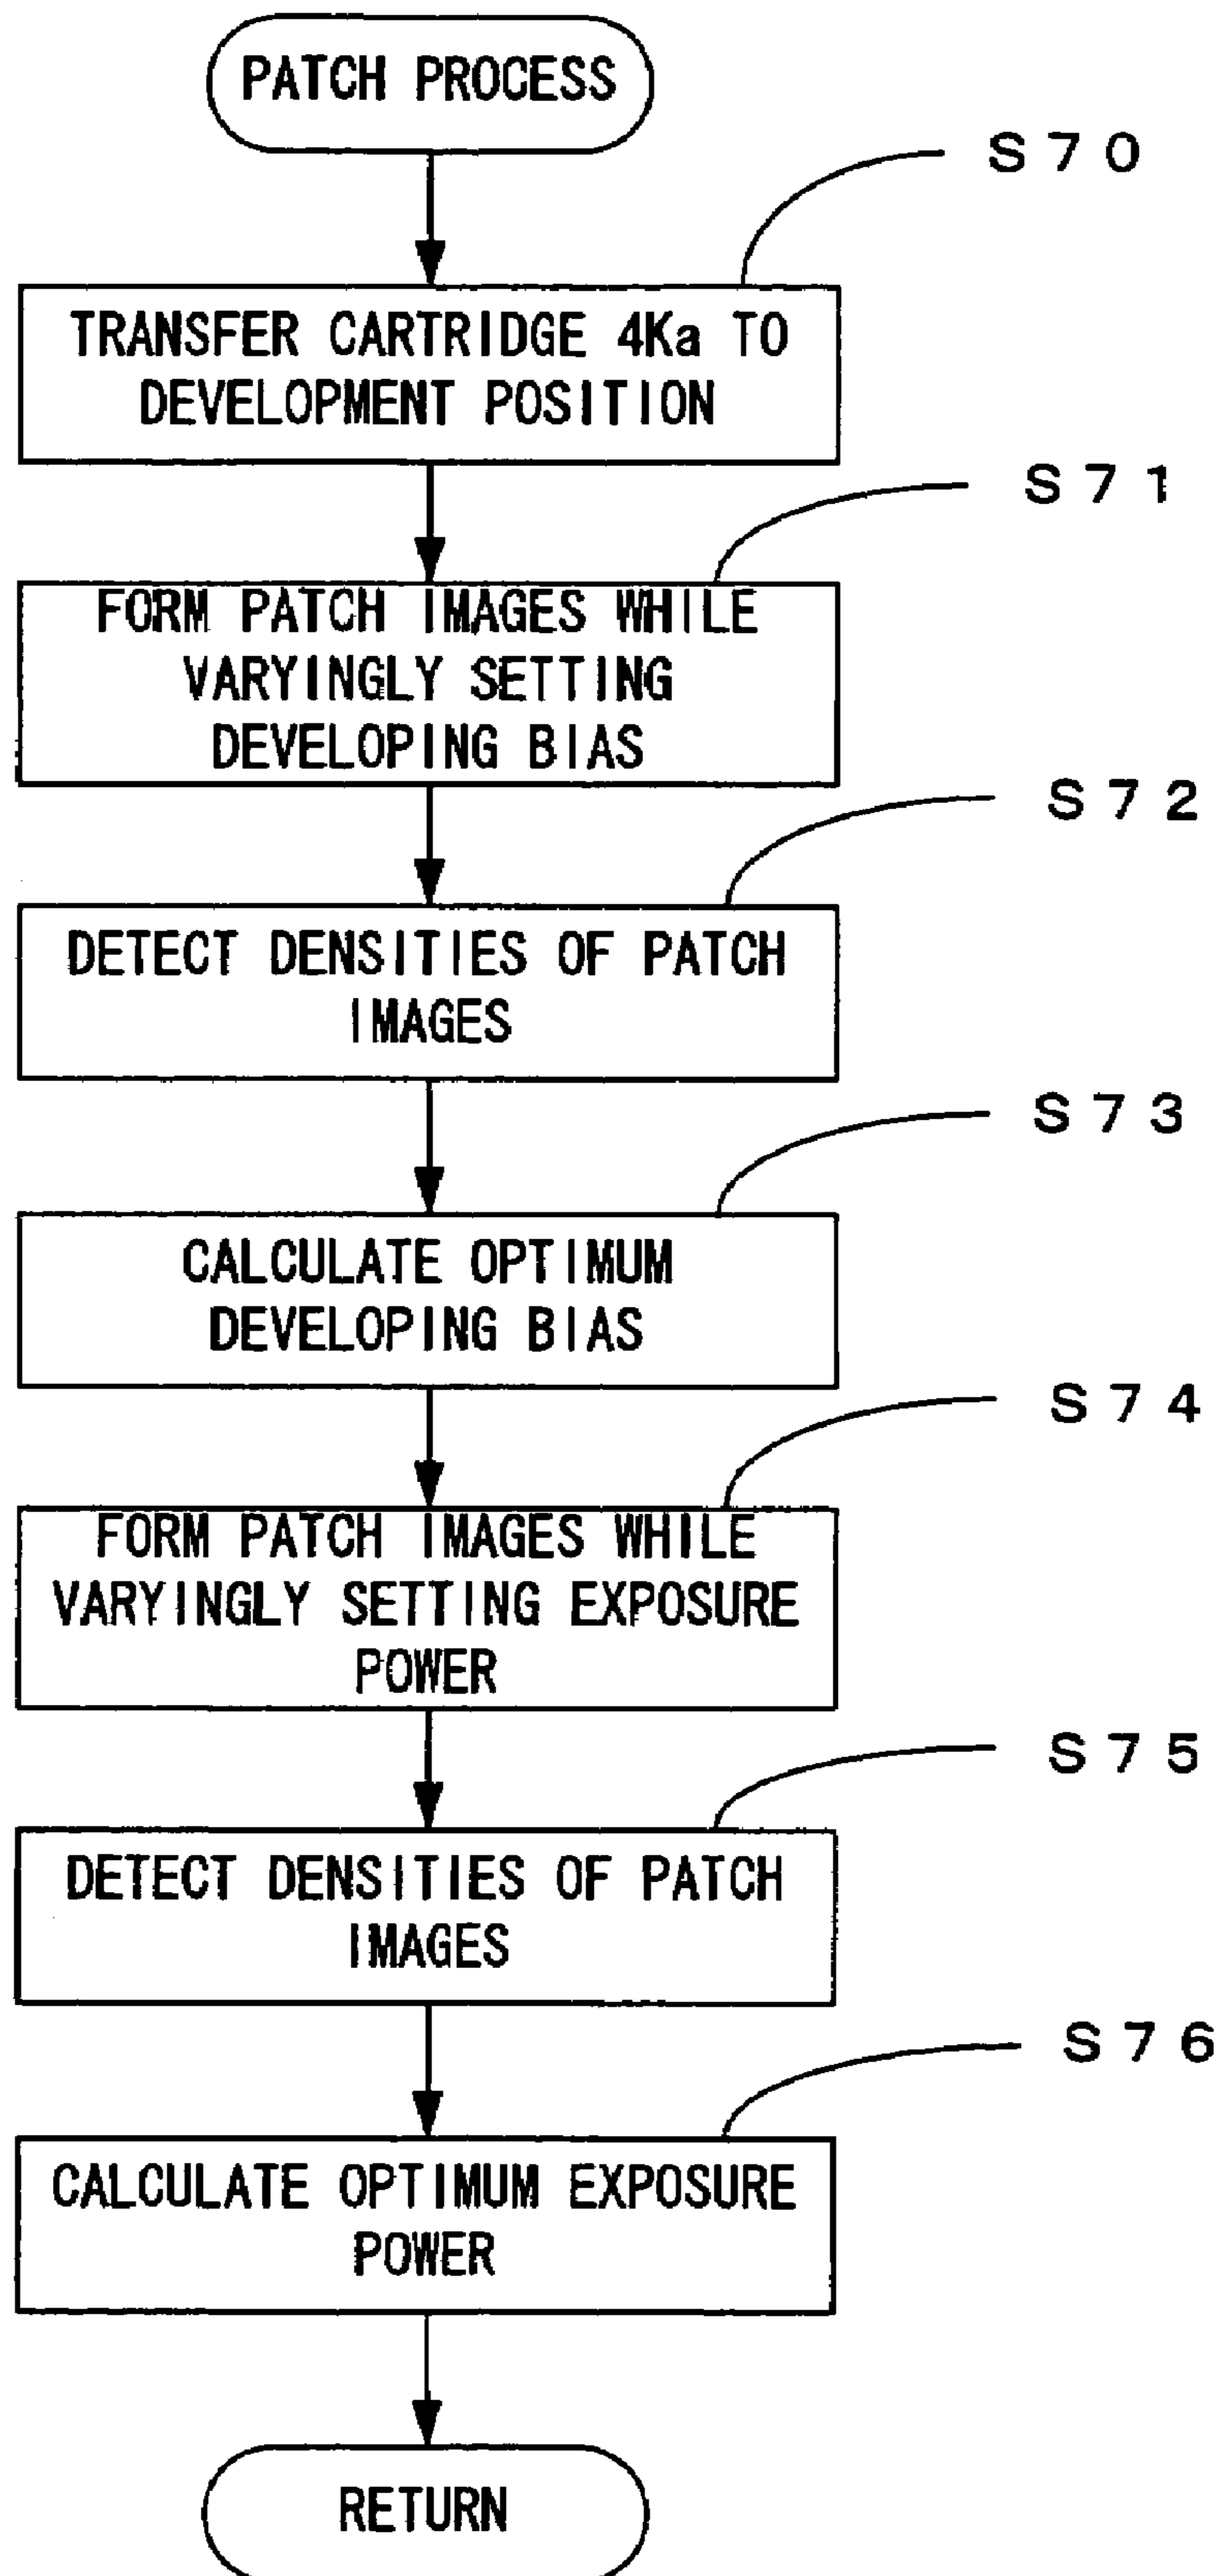 PATCH PROCESS
S70
TRANSFER CARTRIDGE 4Ka TO
DEVELOPMENT POSITION
S71
FORM PATCH IMAGES WHILE
VARYINGLY SETTING
DEVELOPING BIAS
S72
DETECT DENSITIES OF PATCH
IMAGES
S73
CALCULATE OPTIMUM
DEVELOPING BIAS
S74
FORM PATCH IMAGES WHILE
VARYINGLY SETTING EXPOSURE
POWER
S75
DETECT DENSITIES OF PATCH
IMAGES
S76
CALCULATE OPTIMUM EXPOSURE
POWER
RETURN